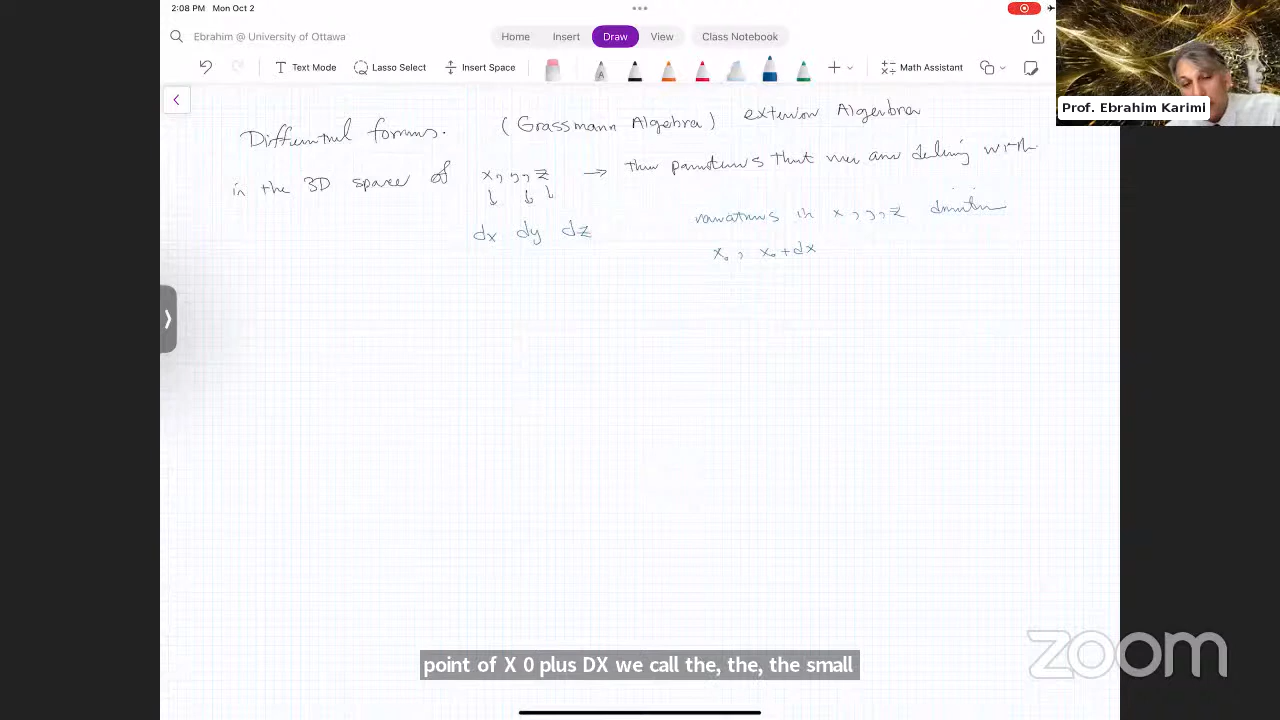 2:08 PM Mon Oct 2
Ebrahim @ University of Ottawa
Home Insert Draw View Class Notebook
Text Mode Lasso Select Insert Space Math Assistant
Prof. Ebrahim Karimi
Differential forms. (Grassmann Algebra) exterior Algebra
in the 3D space of x, y, z → three parameters that we are dealing with
dx dy dz
variations in x, y, z direction
x₀, x₀+dx
point of X 0 plus DX we call the, the, the small
zoom